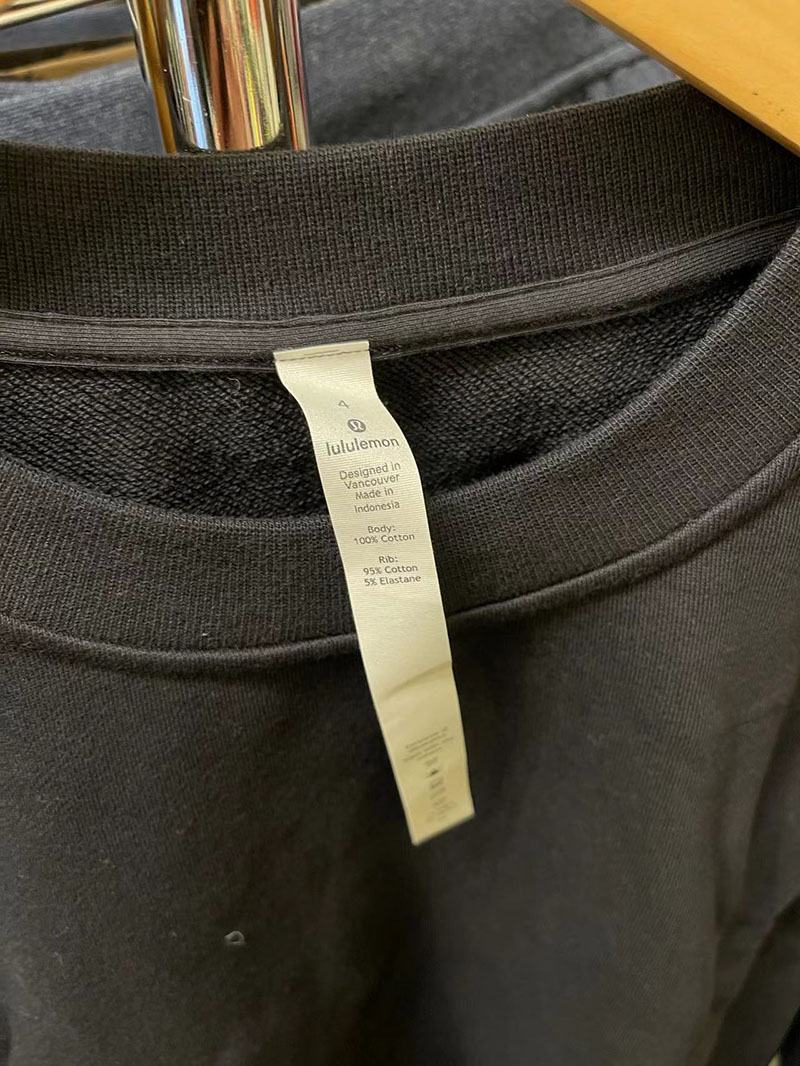 4
lululemon
Designed in
Vancouver
Made in
Indonesia
Body:
100% Cotton
Rib:
95% Cotton
5% Elastane